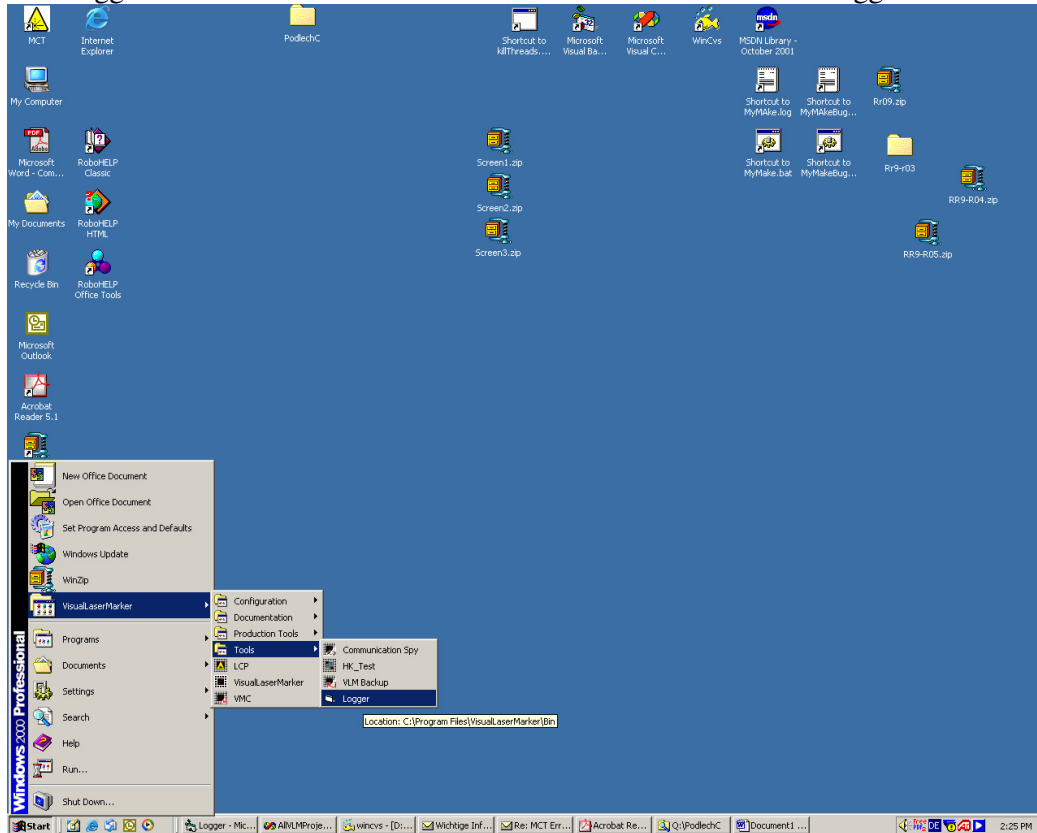 MCT
Internet
Explorer
PodlechC
Shortcut to
killThreads....
Microsoft
Visual Ba...
Microsoft
Visual C...
WinCvs
msdn
MSDN Library -
October 2001
My Computer
Shortcut to
MyMAke.log
Shortcut to
MyMAkeBug...
Rr09.zip
PDF
Adobe
Microsoft
Word - Com...
RoboHELP
Classic
Screen1.zip
Shortcut to
MyMake.bat
Shortcut to
MyMakeBug...
Rr9-r03
RR9-R04.zip
My Documents
RoboHELP
HTML
Screen2.zip
Screen3.zip
RR9-R05.zip
Recycle Bin
RoboHELP
Office Tools
Microsoft
Outlook
Acrobat
Reader 5.1
Windows 2000 Professional
New Office Document
Open Office Document
Set Program Access and Defaults
Windows Update
WinZip
VisualLaserMarker
Programs
Documents
Settings
Search
Help
Run...
Shut Down...
Configuration
Documentation
Production Tools
Tools
LCP
VisualLaserMarker
VMC
Communication Spy
HK_Test
VLM Backup
Logger
Location: C:\Program Files\VisualLaserMarker\Bin
Start
Logger - Mic...
AllVLMProje...
wincvs - [D:...
Wichtige Inf...
Re: MCT Err...
Acrobat Re...
Q:\PodlechC
Document1 ...
DE
2:25 PM